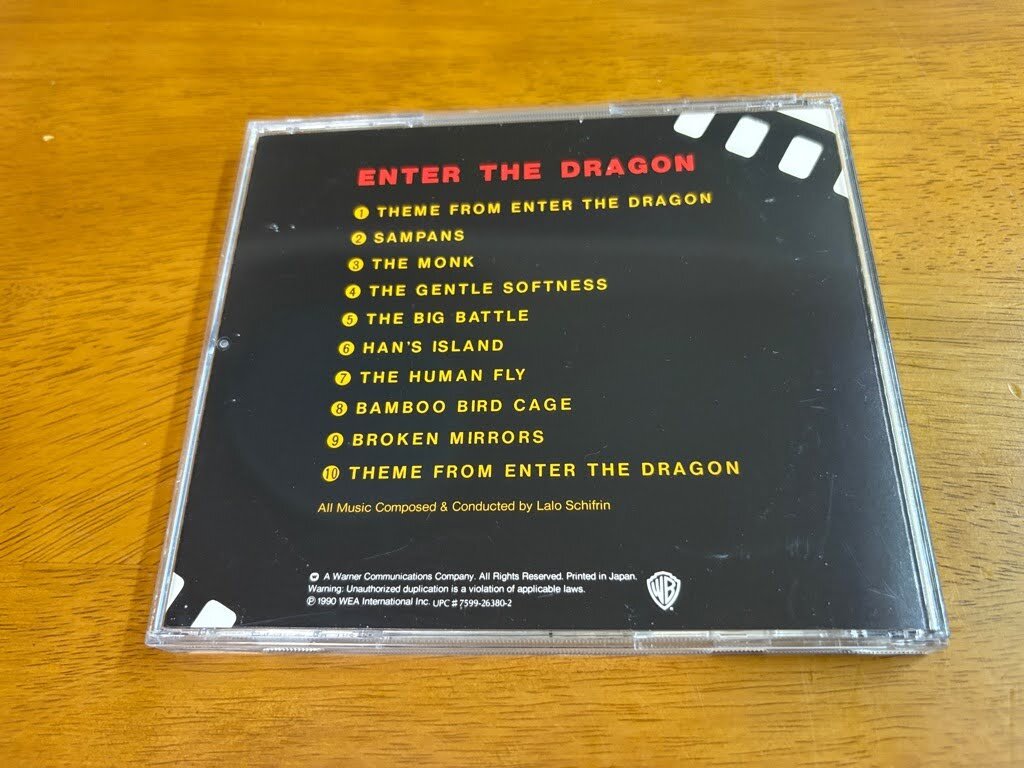 ENTER THE DRAGON
1 THEME FROM ENTER THE DRAGON
2 SAMPANS
3 THE MONK
4 THE GENTLE SOFTNESS
5 THE BIG BATTLE
6 HAN'S ISLAND
7 THE HUMAN FLY
8 BAMBOO BIRD CAGE
9 BROKEN MIRRORS
10 THEME FROM ENTER THE DRAGON
All Music Composed & Conducted by Lalo Schifrin
A Warner Communications Company. All Rights Reserved. Printed in Japan.
Warning: Unauthorized duplication is a violation of applicable laws.
℗ 1990 WEA International Inc. UPC # 7599-26380-2
WB